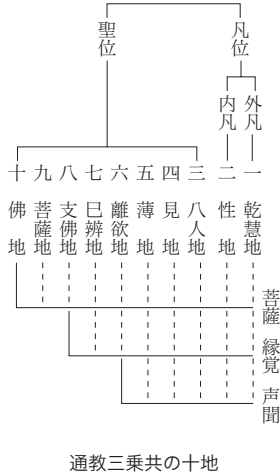 凡位
聖位
外凡
内凡
一 乾慧地
二 性地
三 八人地
四 見地
五 薄地
六 離欲地
七 巳辨地
八 支佛地
九 菩薩地
十 佛地
菩薩
縁覚
声聞
通教三乗共の十地